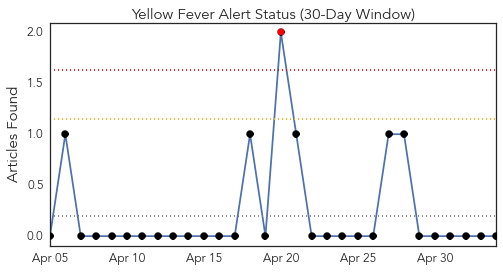 Yellow Fever Alert Status (30-Day Window)
Articles Found
2.0
1.5
1.0
0.5
0.0
Apr 05 Apr 10 Apr 15 Apr 20 Apr 25 Apr 30